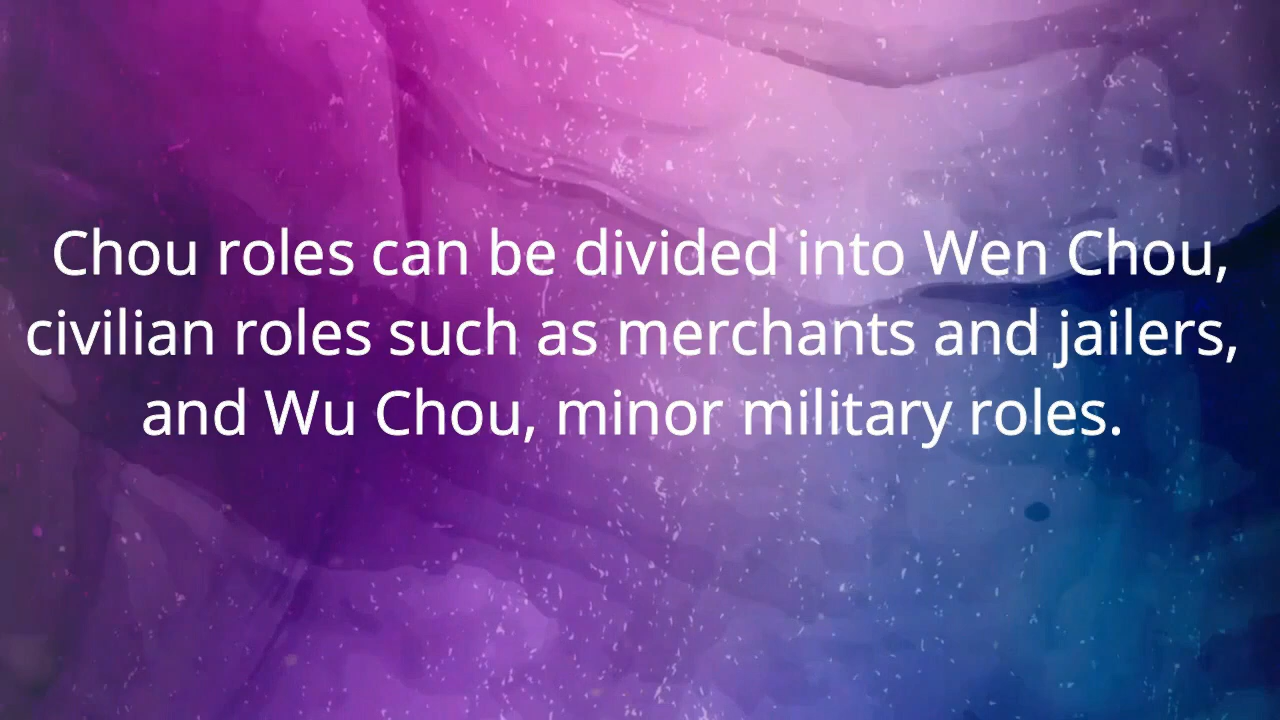 Chou roles can be divided into Wen Chou,
civilian roles such as merchants and jailers,
and Wu Chou, minor military roles.